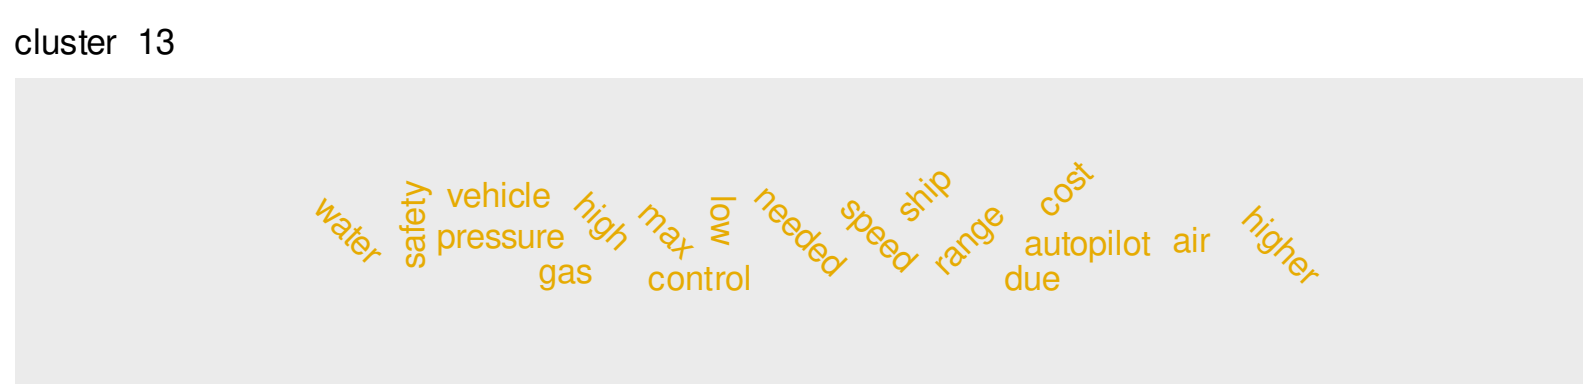 cluster 13
water
safety
vehicle
pressure
gas
high
max
control
low
needed
speed
ship
range
cost
autopilot
due
air
higher